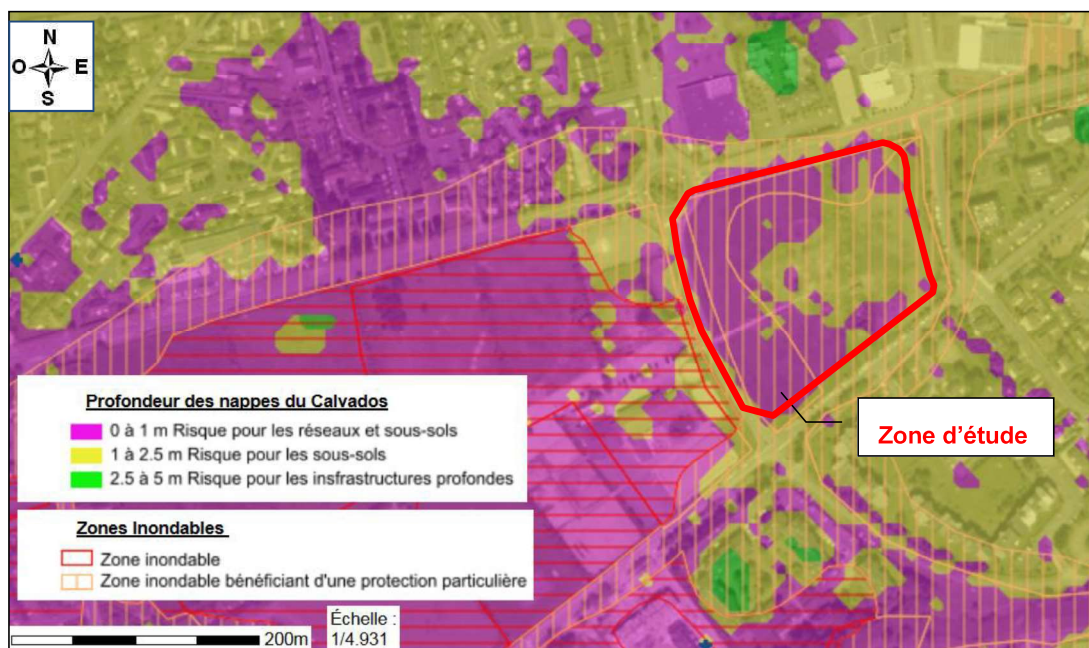 N
O E
S
Profondeur des nappes du Calvados
0 à 1 m Risque pour les réseaux et sous-sols
1 à 2.5 m Risque pour les sous-sols
2.5 à 5 m Risque pour les insfrastructures profondes
Zone d'étude
Zones Inondables
Zone inondable
Zone inondable bénéficiant d'une protection particulière
Échelle :
200m 1/4.931